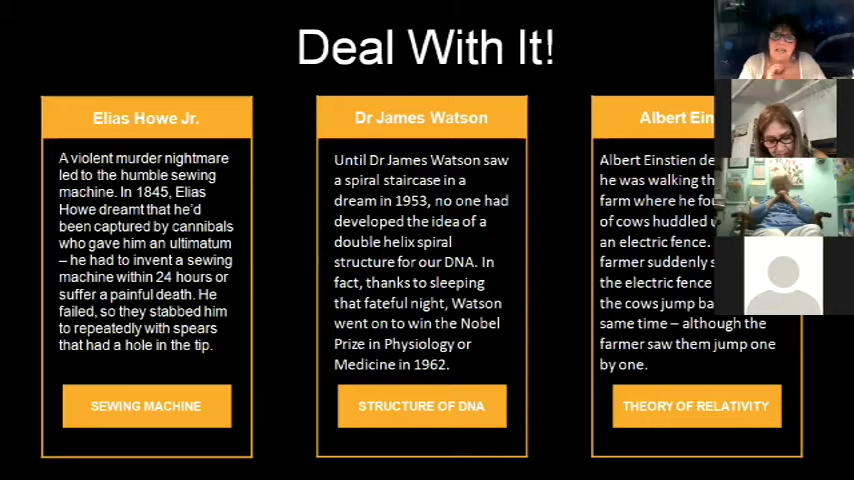 Deal With It!
Elias Howe Jr.
A violent murder nightmare
led to the humble sewing
machine. In 1845, Elias
Howe dreamt that he'd
been captured by cannibals
who gave him an ultimatum
– he had to invent a sewing
machine within 24 hours or
suffer a painful death. He
failed, so they stabbed him
to repeatedly with spears
that had a hole in the tip.
SEWING MACHINE
Dr James Watson
Until Dr James Watson saw
a spiral staircase in a
dream in 1953, no one had
developed the idea of a
double helix spiral
structure for our DNA. In
fact, thanks to sleeping
that fateful night, Watson
went on to win the Nobel
Prize in Physiology or
Medicine in 1962.
STRUCTURE OF DNA
Albert
Albert Einstien
he was walking
farm where he
of cows huddled
an electric fence.
farmer suddenly
the electric fence
the cows jump
same time – although the
farmer saw them jump one
by one.
THEORY OF RELATIVITY